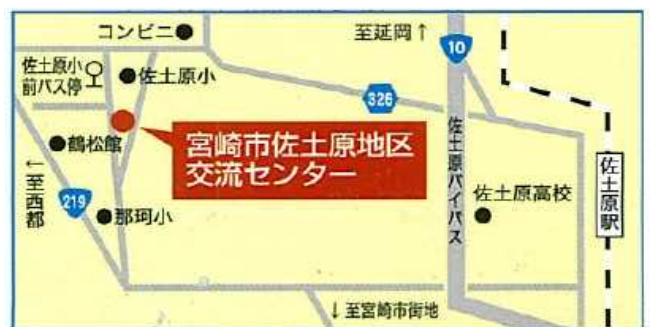 コンビニ
至延岡↑
10
佐土原小
前バス停
佐土原小
326
宮崎市佐土原地区
交流センター
鶴松館
←至西都
219
那珂小
佐土原バイパス
佐土原高校
佐土原駅
↓至宮崎市街地